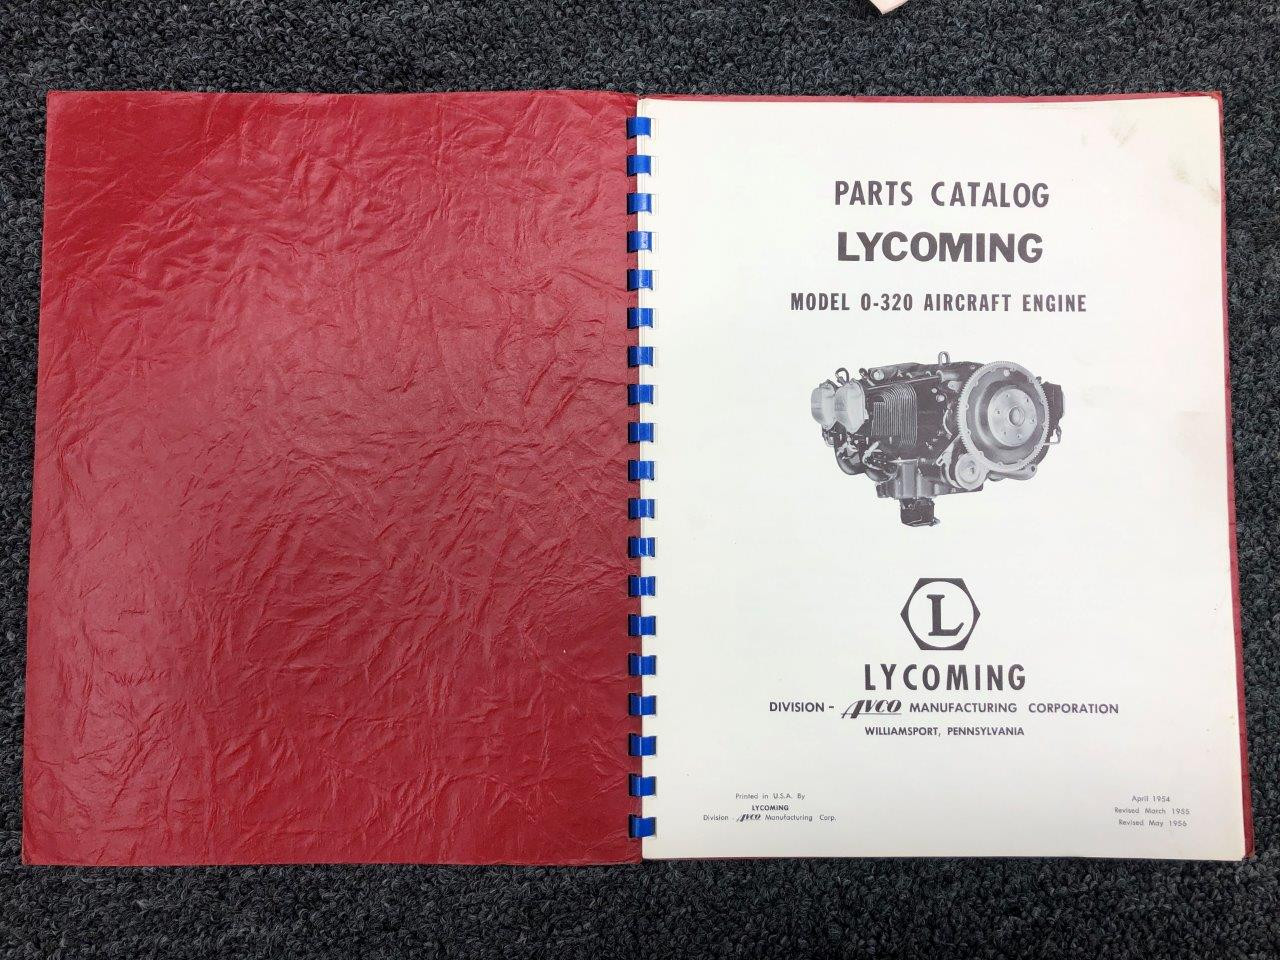 PARTS CATALOG
LYCOMING
MODEL O-320 AIRCRAFT ENGINE
L
LYCOMING
DIVISION - AVCO MANUFACTURING CORPORATION
WILLIAMSPORT, PENNSYLVANIA
Printed in U.S.A. By
LYCOMING
Division - AVCO Manufacturing Corp.
April 1954
Revised March 1955
Revised May 1956